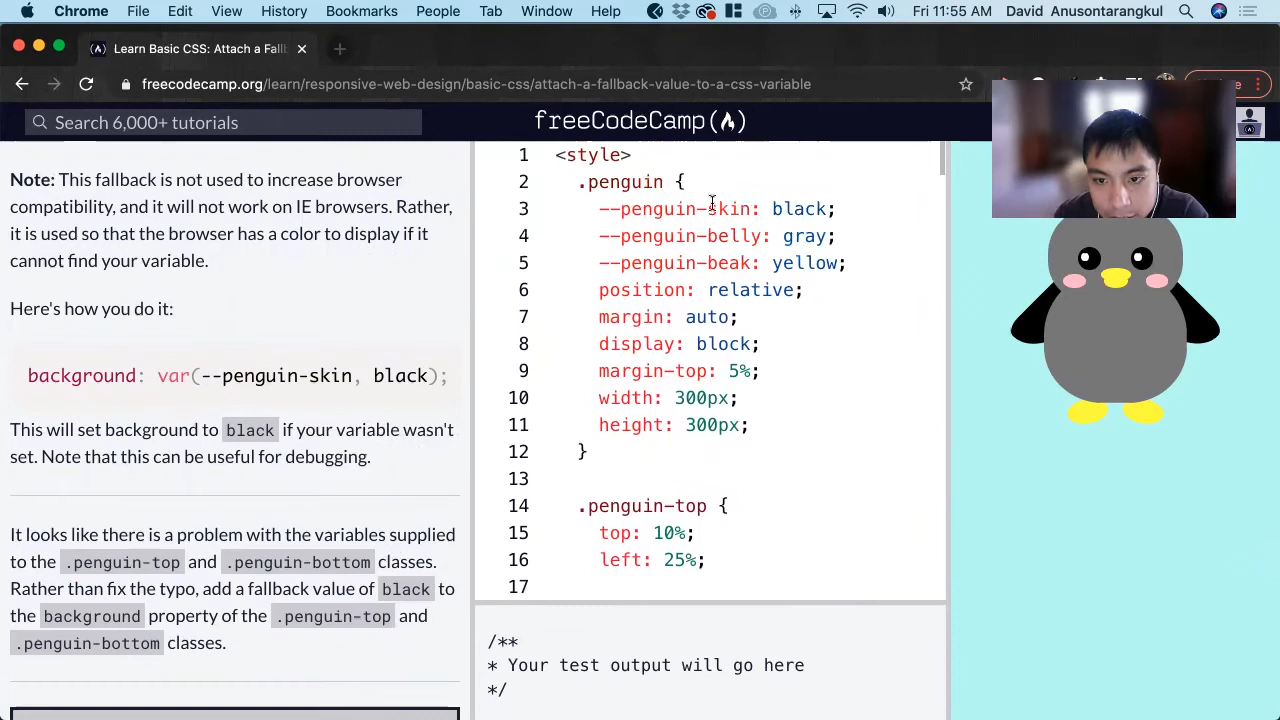 Chrome File Edit View History Bookmarks People Tab Window Help Fri 11:55 AM David Anusontarangkul
Learn Basic CSS: Attach a Fall
freecodecamp.org/learn/responsive-web-design/basic-css/attach-a-fallback-value-to-a-css-variable
Search 6,000+ tutorials
freeCodeCamp
Note: This fallback is not used to increase browser
compatibility, and it will not work on IE browsers. Rather,
it is used so that the browser has a color to display if it
cannot find your variable.
Here's how you do it:
background: var(--penguin-skin, black);
This will set background to black if your variable wasn't
set. Note that this can be useful for debugging.
It looks like there is a problem with the variables supplied
to the .penguin-top and .penguin-bottom classes.
Rather than fix the typo, add a fallback value of black to
the background property of the .penguin-top and
.penguin-bottom classes.
1 <style>
2 .penguin {
3 --penguin-skin: black;
4 --penguin-belly: gray;
5 --penguin-beak: yellow;
6 position: relative;
7 margin: auto;
8 display: block;
9 margin-top: 5%;
10 width: 300px;
11 height: 300px;
12 }
13
14 .penguin-top {
15 top: 10%;
16 left: 25%;
17
/**
* Your test output will go here
*/